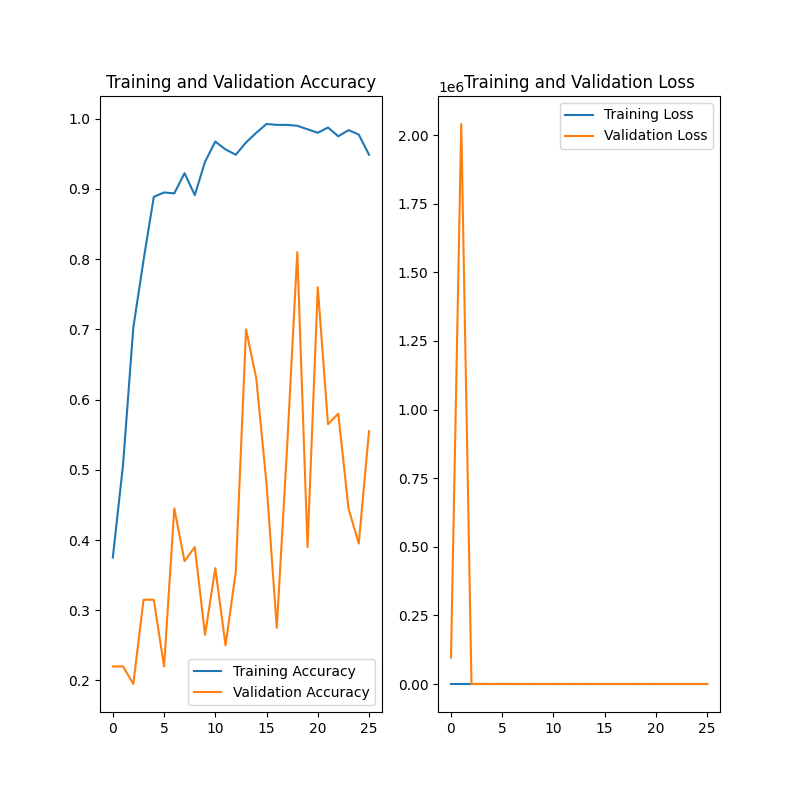 Training and Validation Accuracy
1.0
0.9
0.8
0.7
0.6
0.5
0.4
0.3
0.2
0 5 10 15 20 25
Training Accuracy
Validation Accuracy
1e6 Training and Validation Loss
2.00
1.75
1.50
1.25
1.00
0.75
0.50
0.25
0.00
0 5 10 15 20 25
Training Loss
Validation Loss